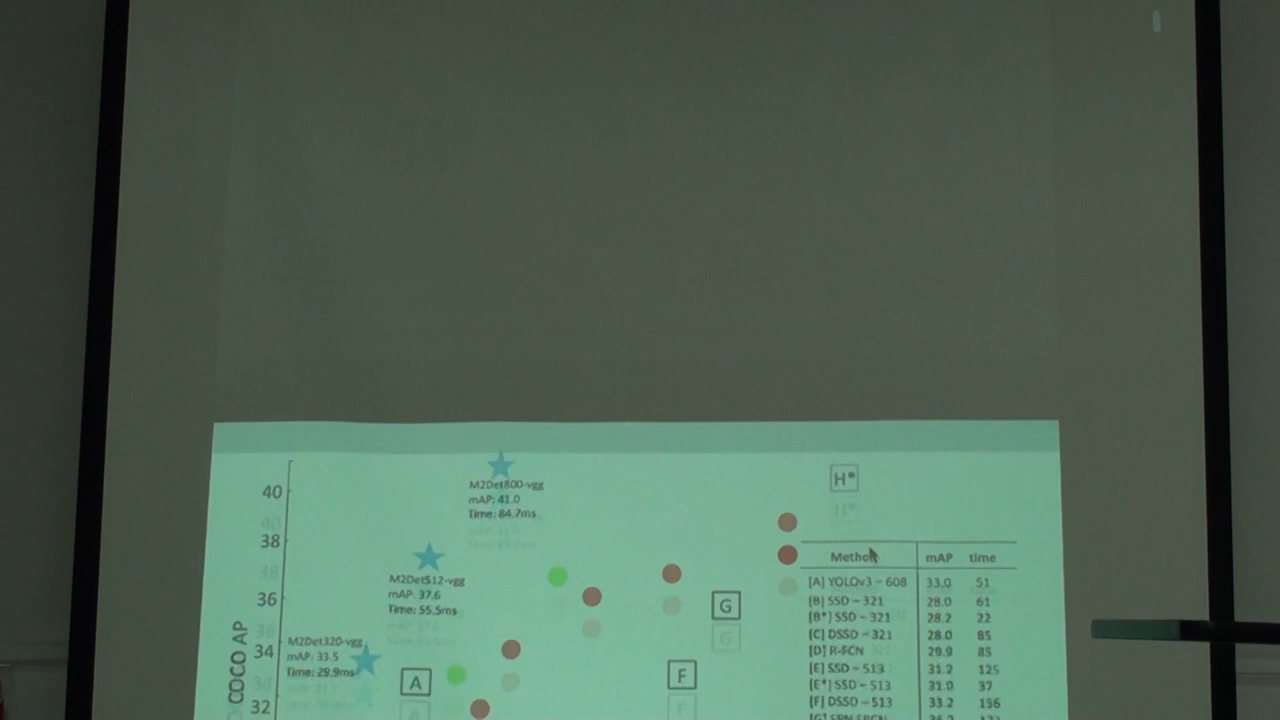 40
M2Det800-vgg
mAP: 41.0
Time: 84.7ms
H*
38
M2Det512-vgg
mAP: 37.6
Time: 55.5ms
36
G
34
M2Det320-vgg
mAP: 33.5
Time: 29.9ms
A
F
32
COCO AP
Method mAP time
[A] YOLOv3-608 33.0 51
[B] SSD-321 28.0 61
[B*] SSD-321 28.2 22
[C] DSSD-321 28.0 85
[D] R-FCN 29.9 85
[E] SSD-513 31.2 125
[E*] SSD-513 31.0 37
[F] DSSD-513 33.2 156